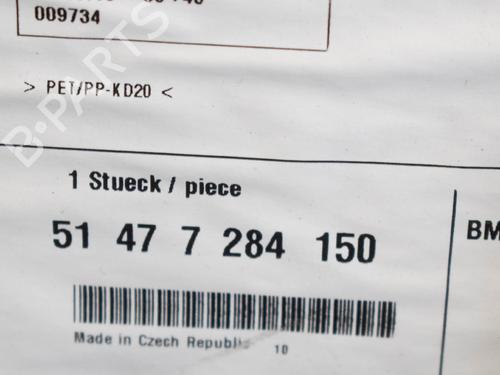 009734
> PET/PP-KD20 <
1 Stueck / piece
51 47 7 284 150
BM
Made in Czech Republic
10
B-PARTS